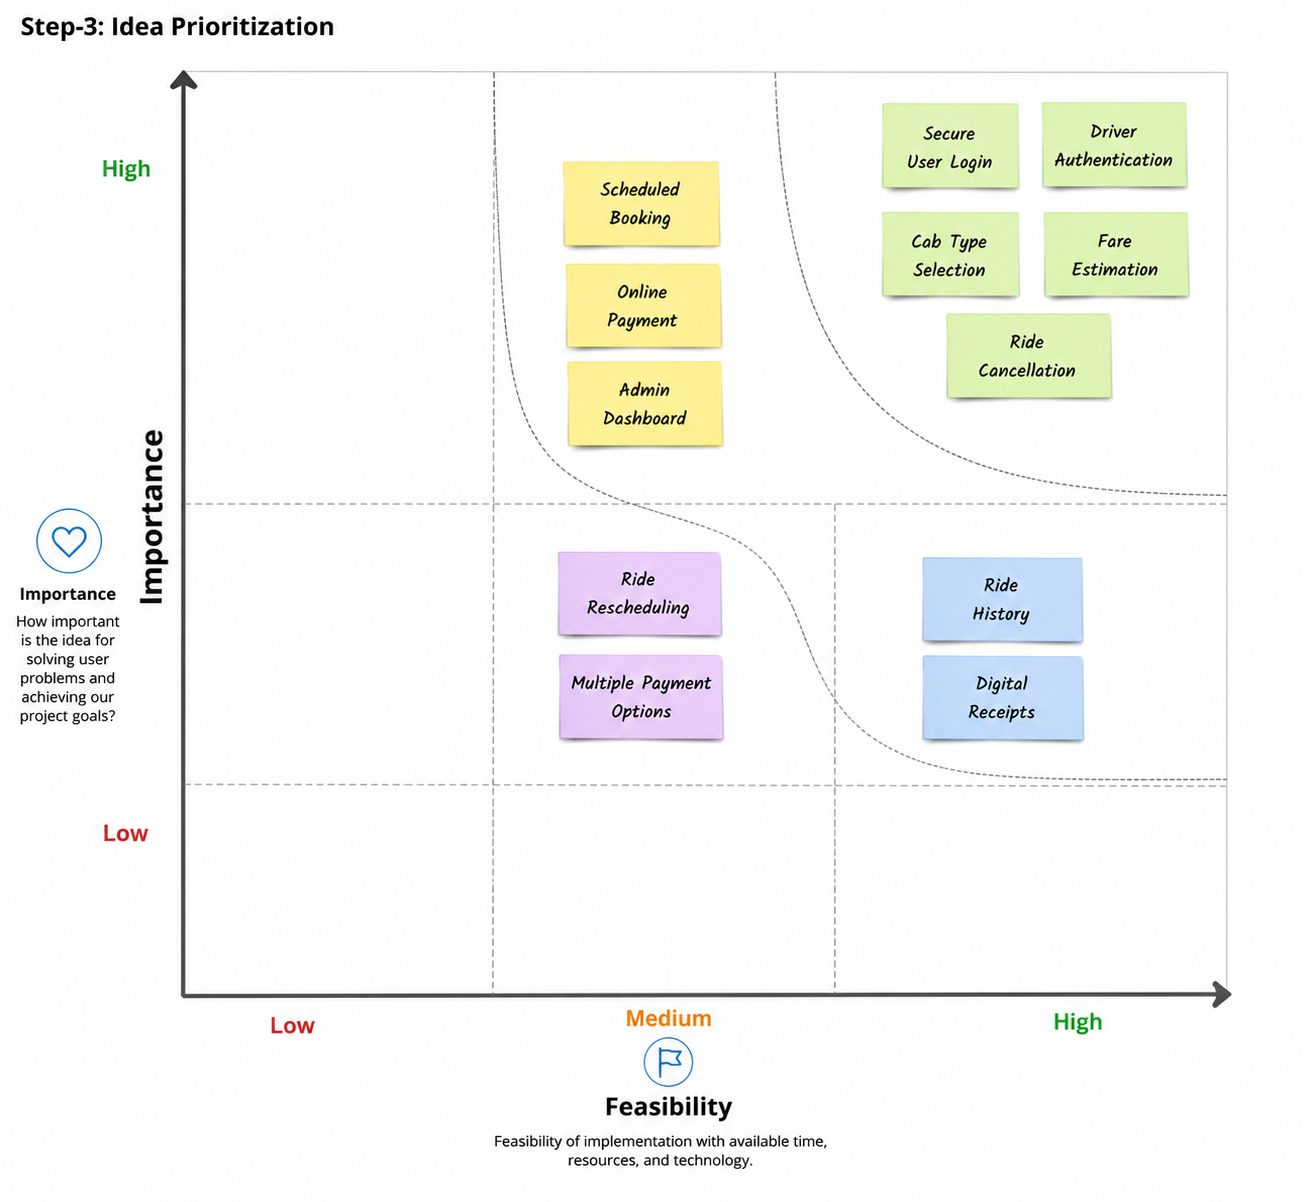 Step-3: Idea Prioritization
High
Secure
User Login
Driver
Authentication
Scheduled
Booking
Cab Type
Selection
Fare
Estimation
Online
Payment
Ride
Cancellation
Admin
Dashboard
Importance
Importance
How important
is the idea for
solving user
problems and
achieving our
project goals?
Ride
Rescheduling
Ride
History
Multiple Payment
Options
Digital
Receipts
Low
Low
Medium
High
Feasibility
Feasibility of implementation with available time,
resources, and technology.